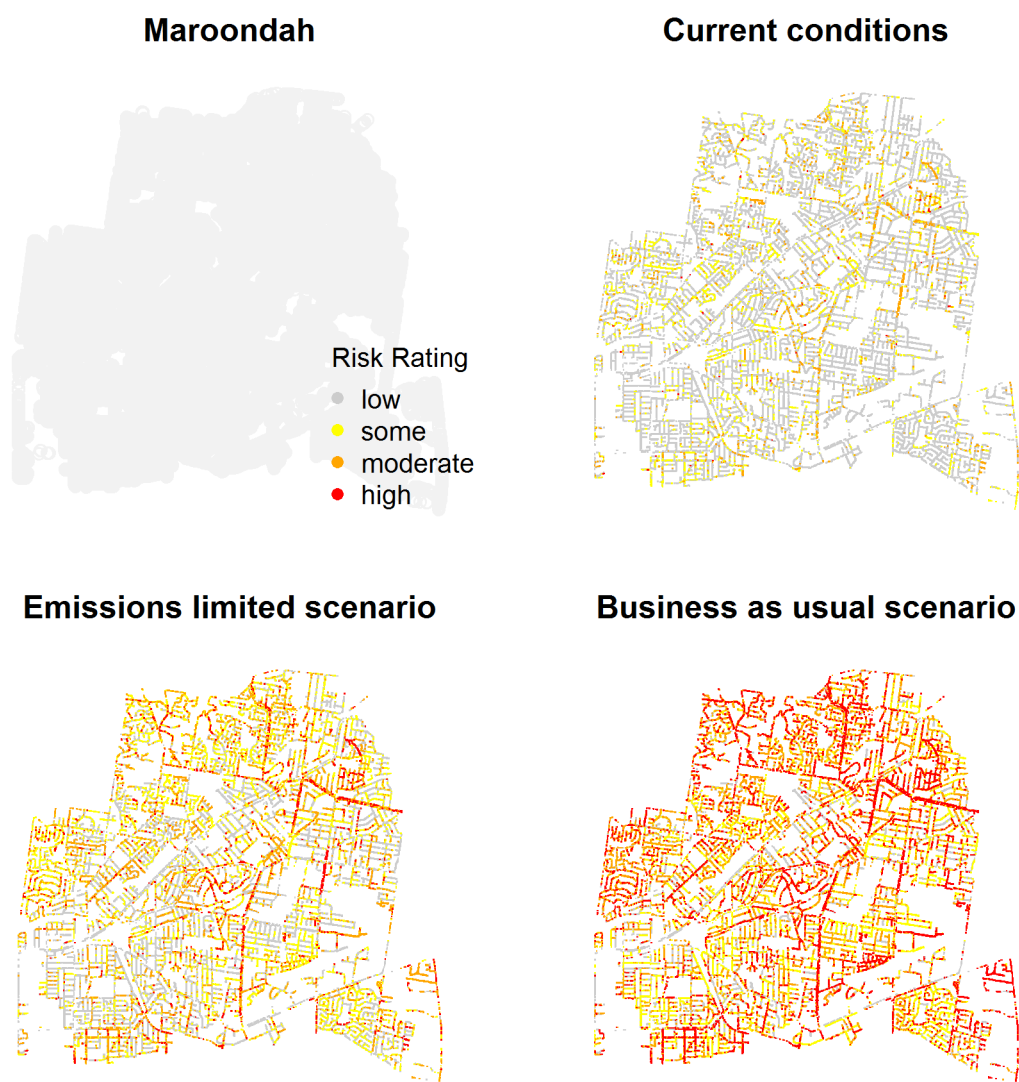 Maroondah
Current conditions
Risk Rating
low
some
moderate
high
Emissions limited scenario
Business as usual scenario